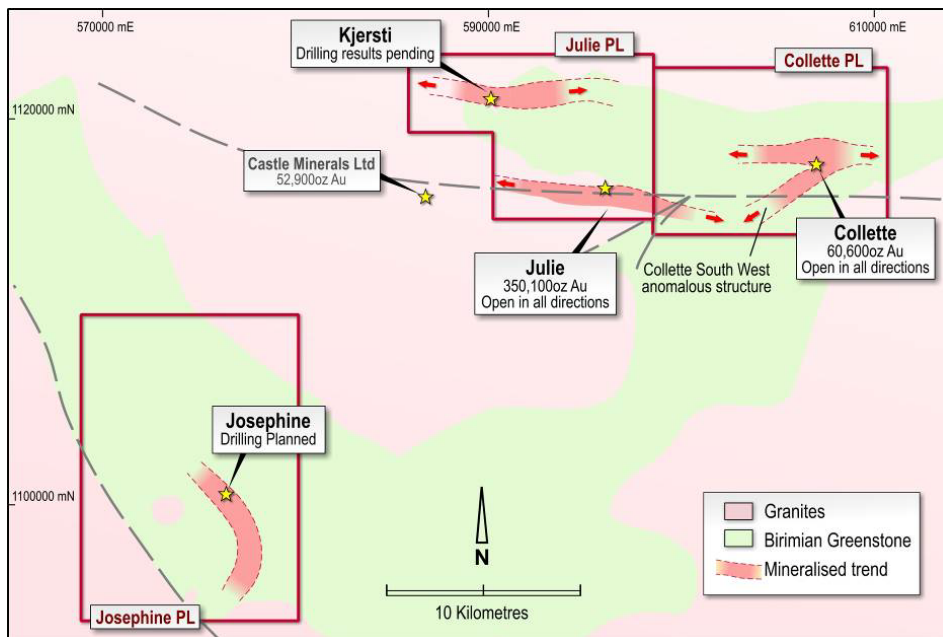 570000 mE
590000 mE
610000 mE
Kjersti
Drilling results pending
Julie PL
Collette PL
1120000 mN
Castle Minerals Ltd
52,900oz Au
Julie
350,100oz Au
Open in all directions
Collette South West
anomalous structure
Collette
60,600oz Au
Open in all directions
Josephine
Drilling Planned
1100000 mN
N
10 Kilometres
Josephine PL
Granites
Birimian Greenstone
Mineralised trend